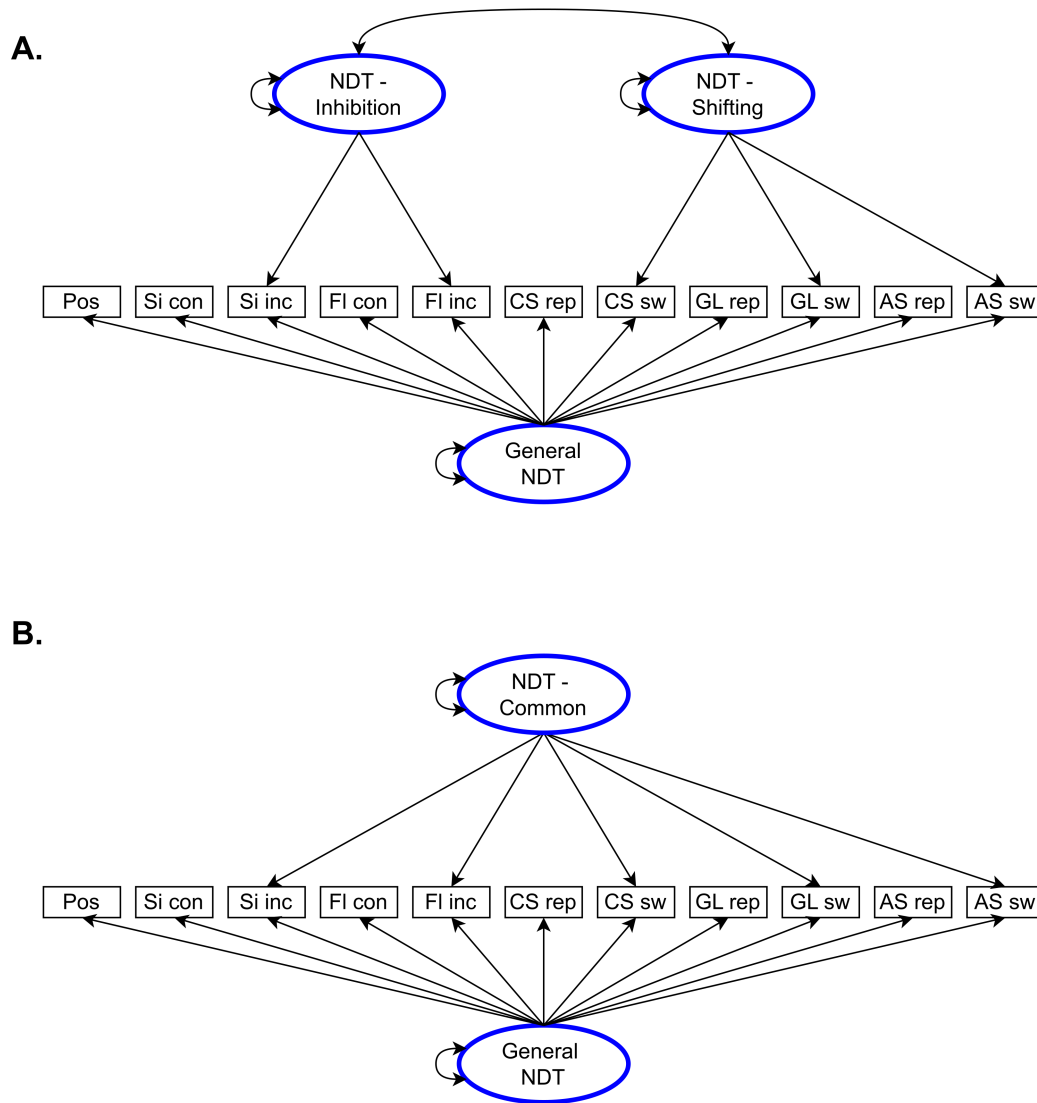 A.
NDT -
Inhibition
NDT -
Shifting
Pos
Si con
Si inc
Fl con
Fl inc
CS rep
CS sw
GL rep
GL sw
AS rep
AS sw
General
NDT
B.
NDT -
Common
Pos
Si con
Si inc
Fl con
Fl inc
CS rep
CS sw
GL rep
GL sw
AS rep
AS sw
General
NDT